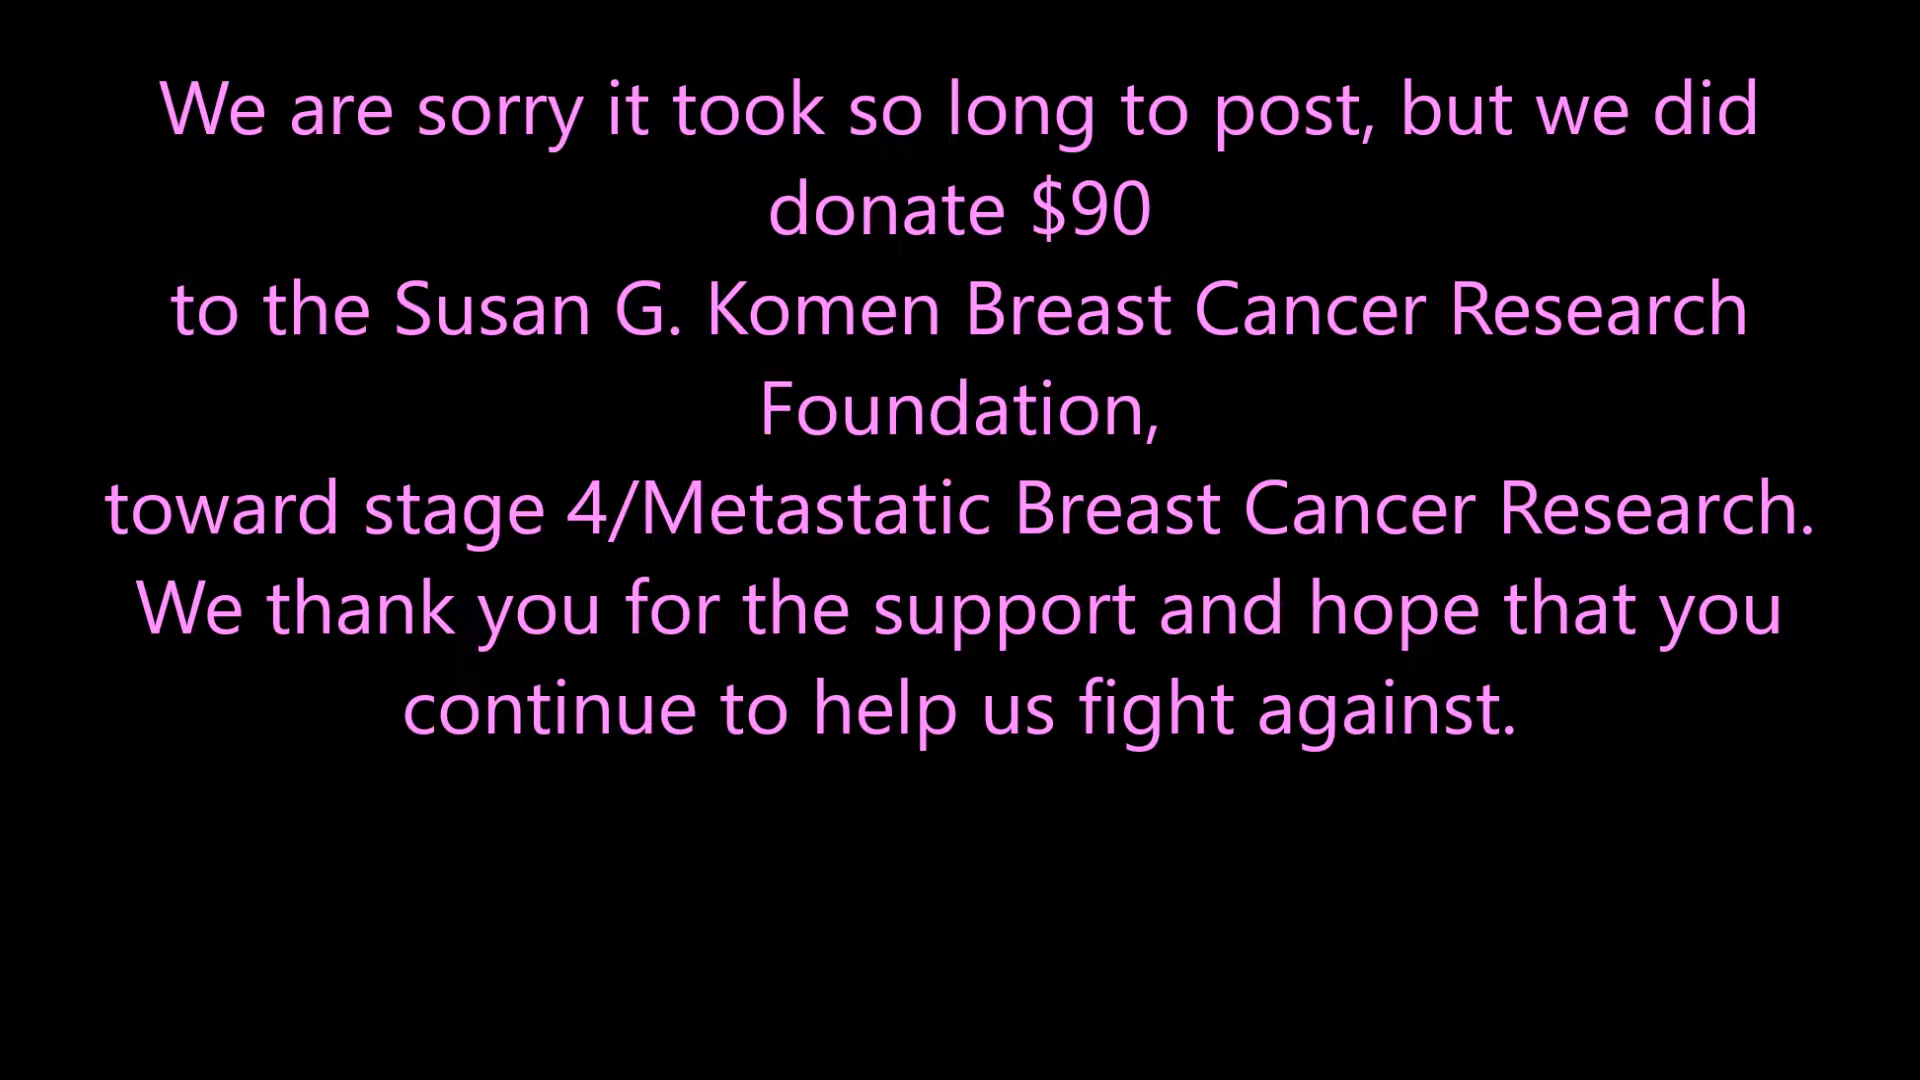 We are sorry it took so long to post, but we did
donate $90
to the Susan G. Komen Breast Cancer Research
Foundation,
toward stage 4/Metastatic Breast Cancer Research.
We thank you for the support and hope that you
continue to help us fight against.